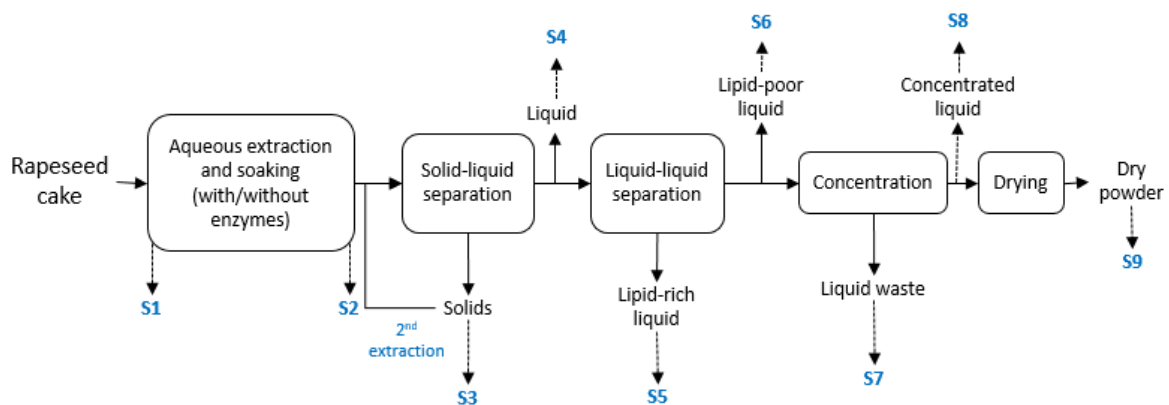 Rapeseed
cake
Aqueous extraction
and soaking
(with/without
enzymes)
S1
S2
2nd
extraction
Solid-liquid
separation
Solids
S3
S4
Liquid
Liquid-liquid
separation
Lipid-rich
liquid
S5
S6
Lipid-poor
liquid
Concentration
Liquid waste
S7
S8
Concentrated
liquid
Drying
Dry
powder
S9